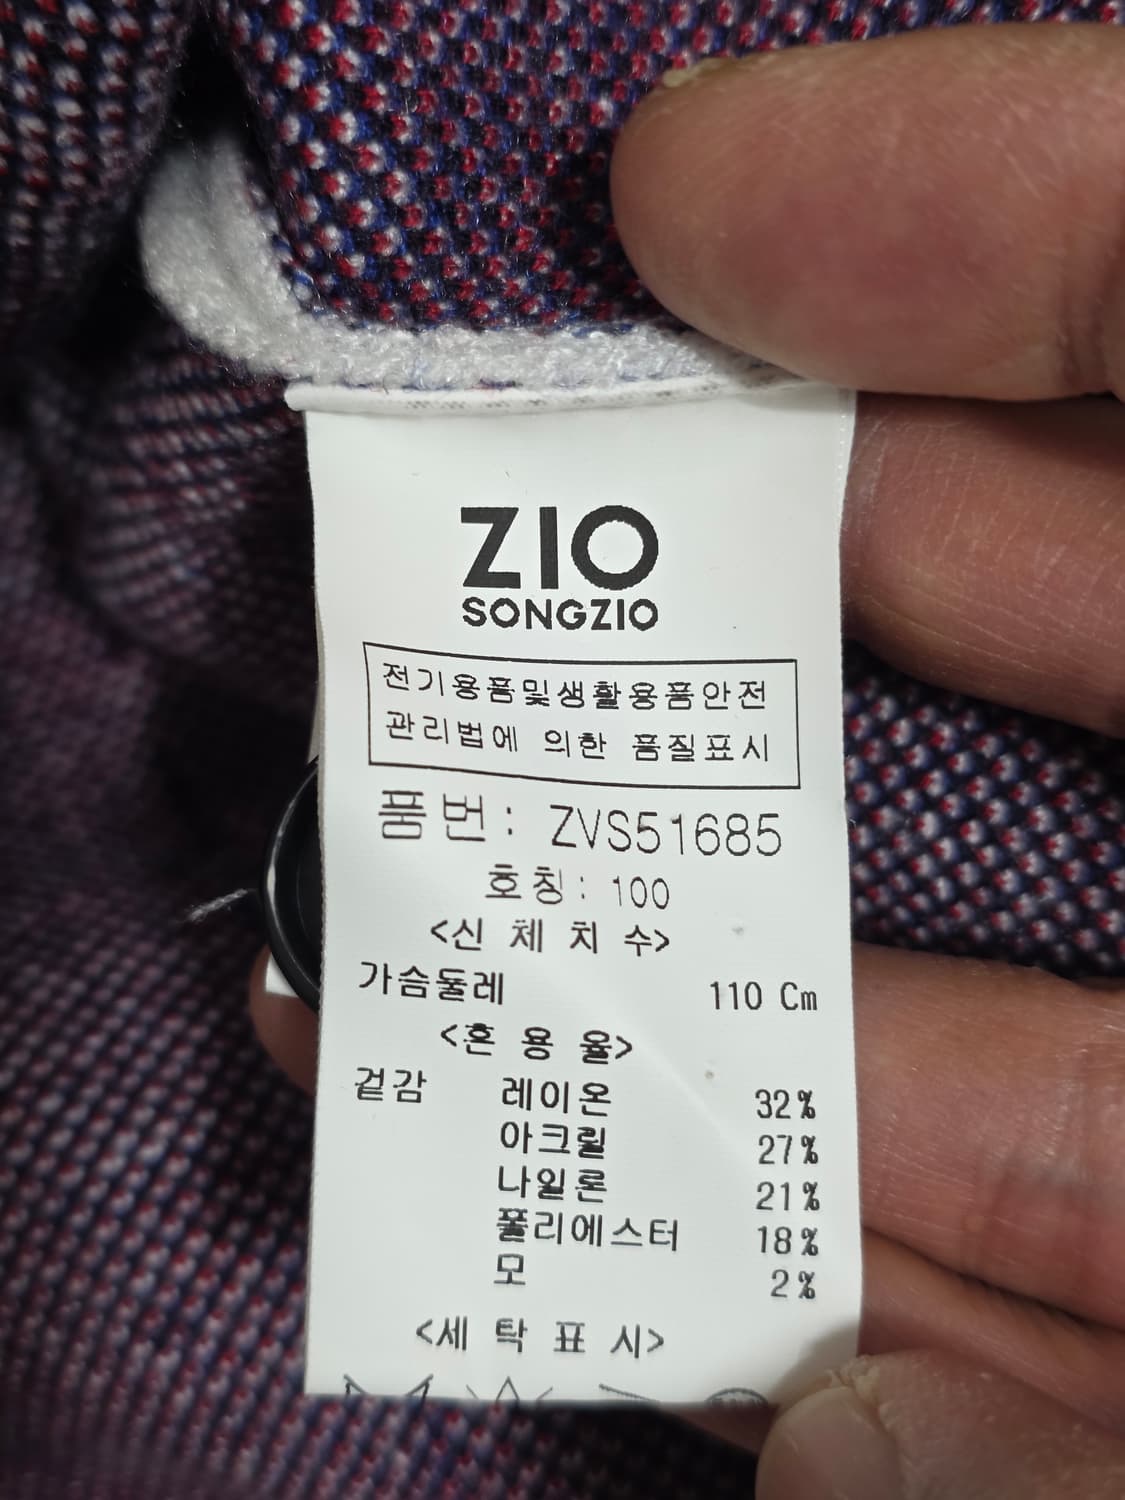 ZIO
SONGZIO
전기용품및생활용품안전
관리법에 의한 품질표시
품번: ZVS51685
호칭: 100
<신 체 치 수>
가슴둘레 110 Cm
<혼 용 율>
겉감 레이온 32%
아크릴 27%
나일론 21%
폴리에스터 18%
모 2%
<세 탁 표 시>